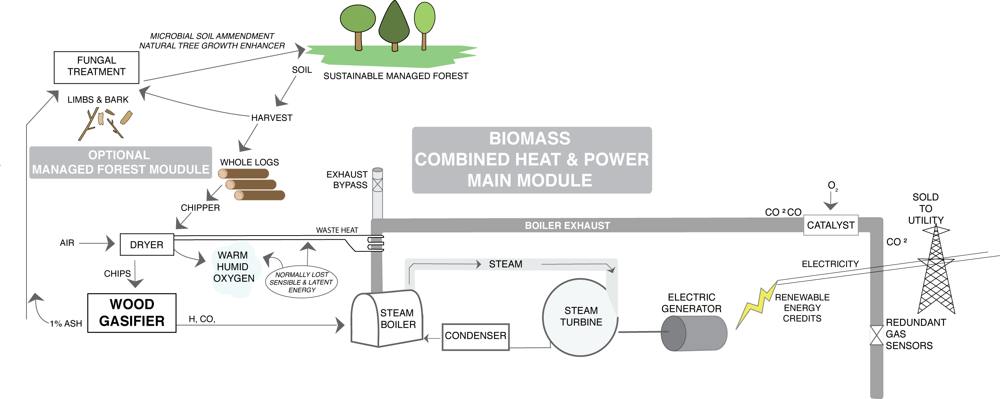 MICROBIAL SOIL AMMENDMENT
NATURAL TREE GROWTH ENHANCER
FUNGAL
TREATMENT
SOIL
SUSTAINABLE MANAGED FOREST
LIMBS & BARK
HARVEST
OPTIONAL
MANAGED FOREST MOUDULE
WHOLE LOGS
BIOMASS
COMBINED HEAT & POWER
MAIN MODULE
EXHAUST
BYPASS
CHIPPER
O₂
SOLD
TO
UTILITY
CO ² CO
CATALYST
BOILER EXHAUST
WASTE HEAT
AIR
DRYER
CO ²
WARM
HUMID
OXYGEN
NORMALLY LOST
SENSIBLE & LATENT
ENERGY
STEAM
ELECTRICITY
CHIPS
WOOD
GASIFIER
1% ASH
H, CO,
STEAM
BOILER
CONDENSER
STEAM
TURBINE
ELECTRIC
GENERATOR
RENEWABLE
ENERGY
CREDITS
REDUNDANT
GAS
SENSORS